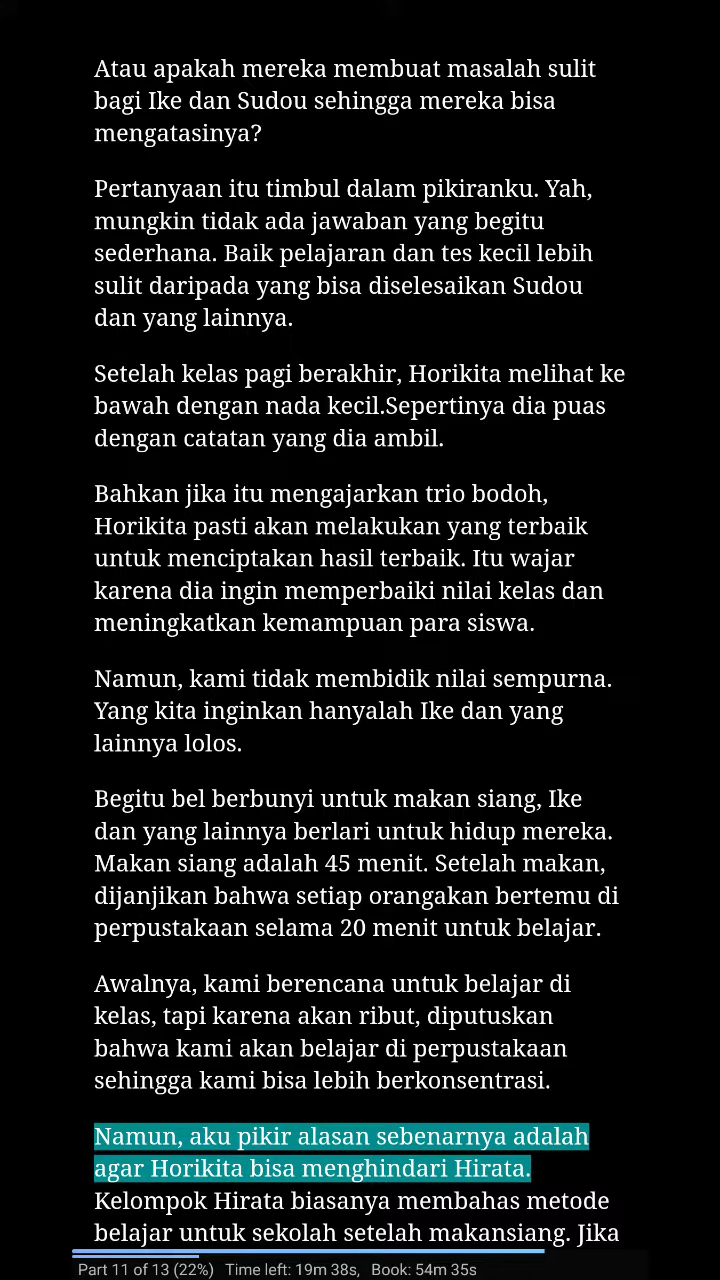 Atau apakah mereka membuat masalah sulit
bagi Ike dan Sudou sehingga mereka bisa
mengatasinya?
Pertanyaan itu timbul dalam pikiranku. Yah,
mungkin tidak ada jawaban yang begitu
sederhana. Baik pelajaran dan tes kecil lebih
sulit daripada yang bisa diselesaikan Sudou
dan yang lainnya.
Setelah kelas pagi berakhir, Horikita melihat ke
bawah dengan nada kecil.Sepertinya dia puas
dengan catatan yang dia ambil.
Bahkan jika itu mengajarkan trio bodoh,
Horikita pasti akan melakukan yang terbaik
untuk menciptakan hasil terbaik. Itu wajar
karena dia ingin memperbaiki nilai kelas dan
meningkatkan kemampuan para siswa.
Namun, kami tidak membidik nilai sempurna.
Yang kita inginkan hanyalah Ike dan yang
lainnya lolos.
Begitu bel berbunyi untuk makan siang, Ike
dan yang lainnya berlari untuk hidup mereka.
Makan siang adalah 45 menit. Setelah makan,
dijanjikan bahwa setiap orangakan bertemu di
perpustakaan selama 20 menit untuk belajar.
Awalnya, kami berencana untuk belajar di
kelas, tapi karena akan ribut, diputuskan
bahwa kami akan belajar di perpustakaan
sehingga kami bisa lebih berkonsentrasi.
Namun, aku pikir alasan sebenarnya adalah
agar Horikita bisa menghindari Hirata.
Kelompok Hirata biasanya membahas metode
belajar untuk sekolah setelah makansiang. Jika
Part 11 of 13 (22%) Time left: 19m 38s, Book: 54m 35s